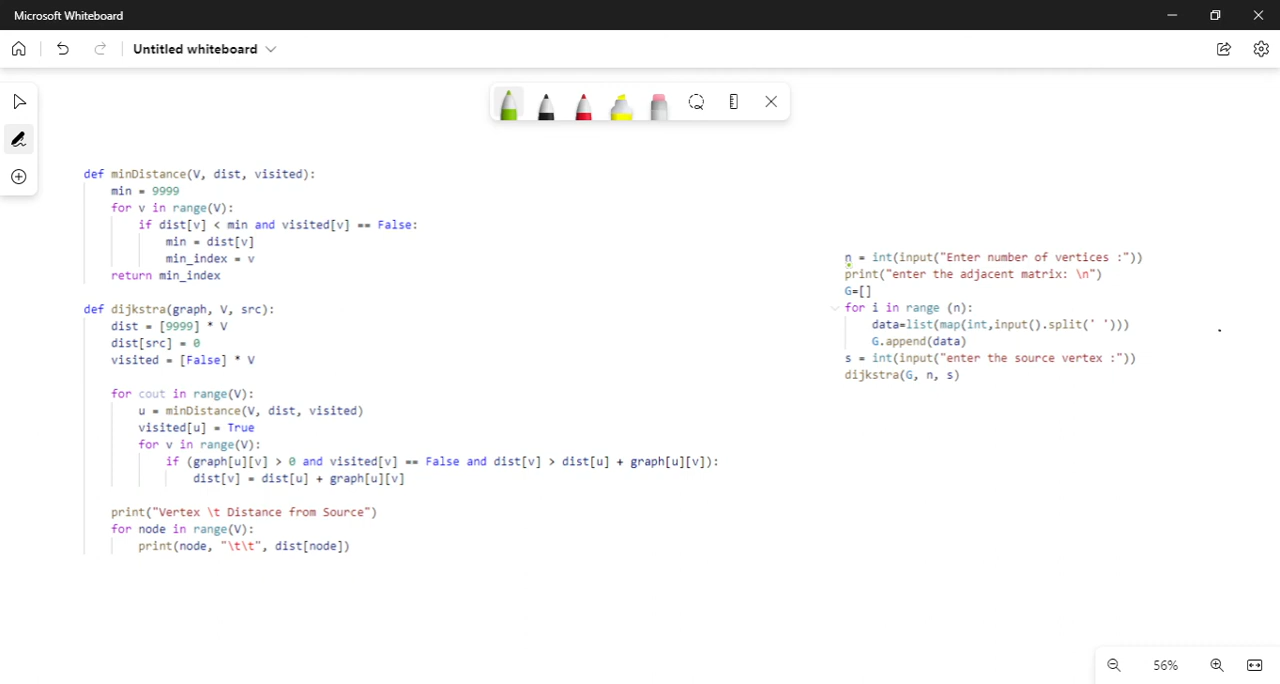 Microsoft Whiteboard
Untitled whiteboard
def minDistance(V, dist, visited):
min = 9999
for v in range(V):
if dist[v] < min and visited[v] == False:
min = dist[v]
min_index = v
return min_index
def dijkstra(graph, V, src):
dist = [9999] * V
dist[src] = 0
visited = [False] * V
for cout in range(V):
u = minDistance(V, dist, visited)
visited[u] = True
for v in range(V):
if (graph[u][v] > 0 and visited[v] == False and dist[v] > dist[u] + graph[u][v]):
dist[v] = dist[u] + graph[u][v]
print("Vertex \t Distance from Source")
for node in range(V):
print(node, "\t\t", dist[node])
n = int(input("Enter number of vertices :"))
print("enter the adjacent matrix: \n")
G=[]
for i in range (n):
data=list(map(int,input().split(' ')))
G.append(data)
s = int(input("enter the source vertex :"))
dijkstra(G, n, s)
56%